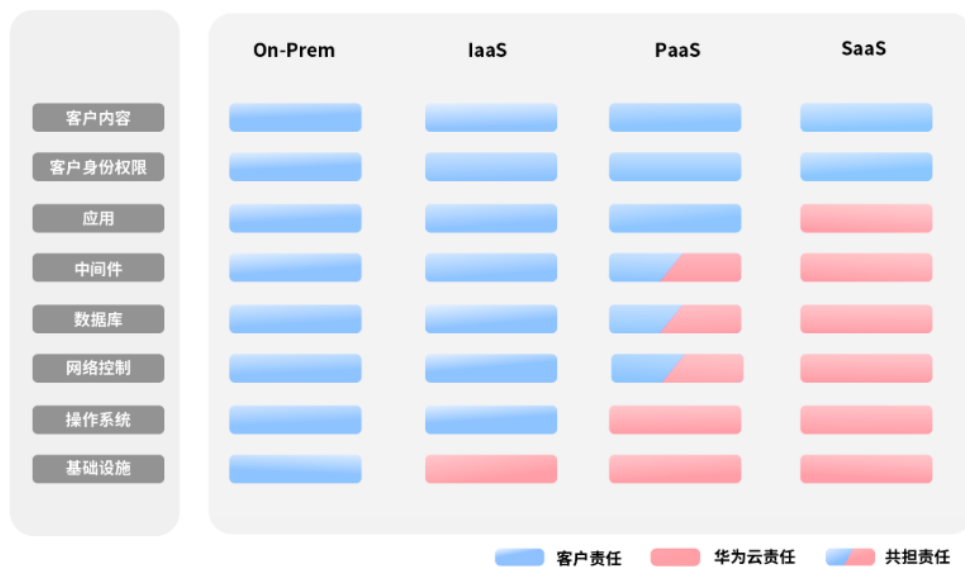 On-Prem IaaS PaaS SaaS
客户内容
客户身份权限
应用
中间件
数据库
网络控制
操作系统
基础设施
客户责任 华为云责任 共担责任